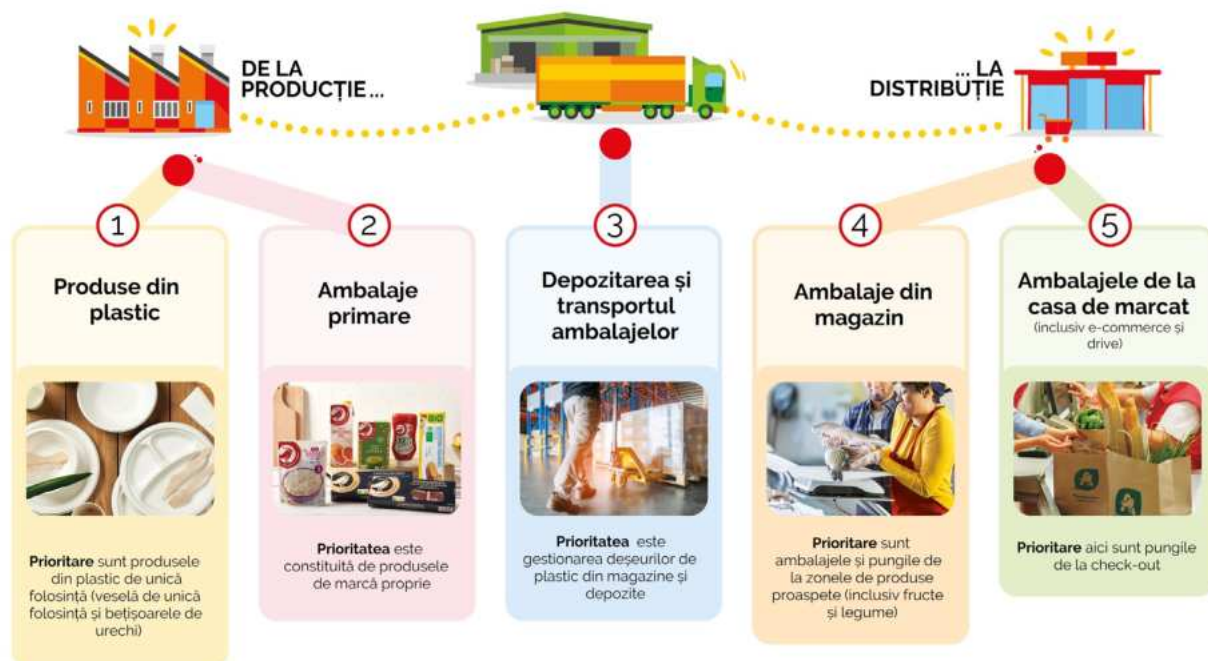 DE LA
PRODUCȚIE...
... LA
DISTRIBUȚIE
1
Produse din
plastic
Prioritare sunt produsele
din plastic de unică
folosință (veselă de unică
folosință și bețișoarele de
urechi)
2
Ambalaje
primare
Prioritatea este
constituită de produsele
de marcă proprie
3
Depozitarea și
transportul
ambalajelor
Prioritatea este
gestionarea deșeurilor de
plastic din magazine și
depozite
4
Ambalaje din
magazin
Prioritare sunt
ambalajele și pungile de
la zonele de produse
proaspete (inclusiv fructe
și legume)
5
Ambalajele de la
casa de marcat
(inclusiv e-commerce și
drive)
Prioritare aici sunt pungile
de la check-out